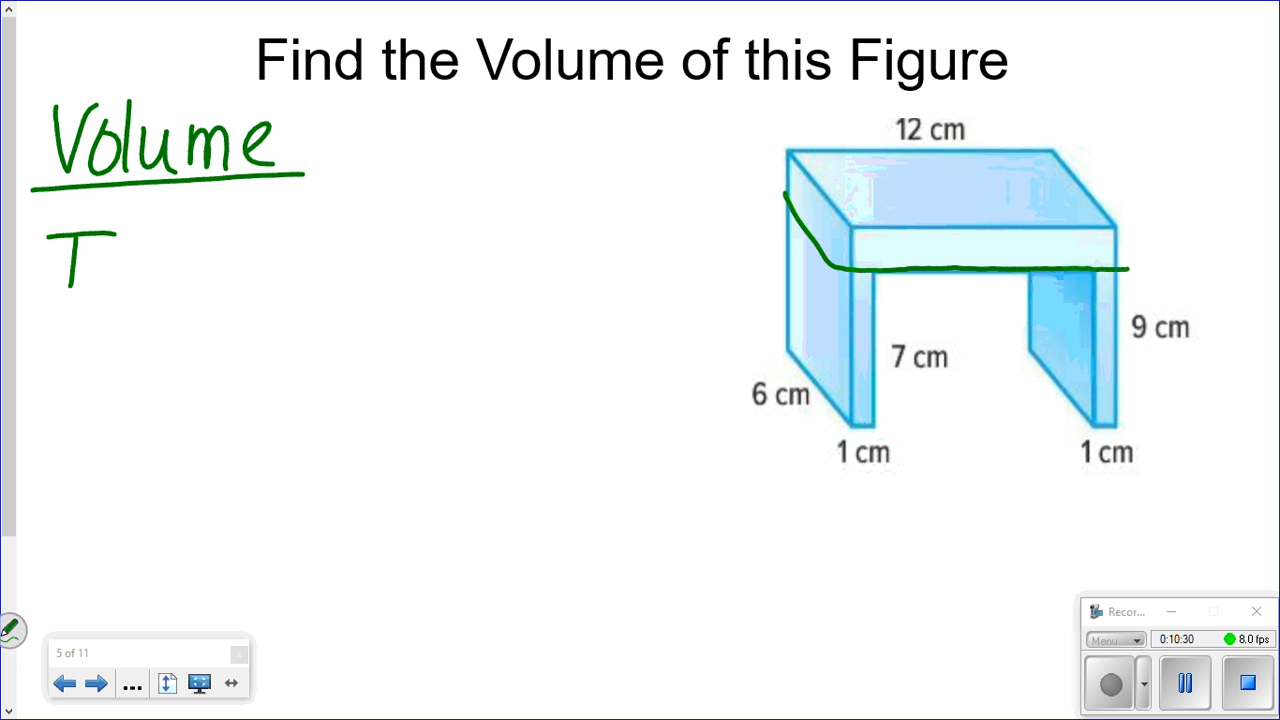 Find the Volume of this Figure
Volume
T
12 cm
9 cm
7 cm
6 cm
1 cm
1 cm
5 of 11
Recor...
Menu
0:10:30
8.0 fps